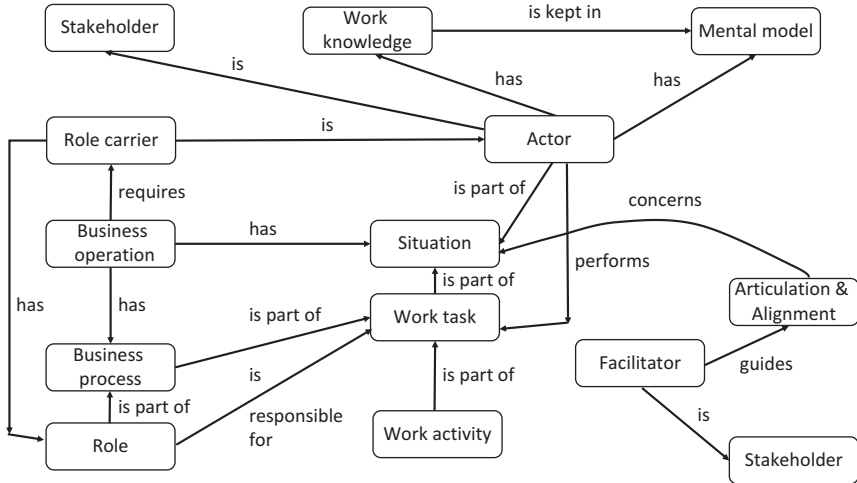 Stakeholder
Work
knowledge
is kept in
Mental model
is
has
has
Role carrier
is
Actor
requires
is part of
concerns
Business
operation
has
Situation
has
has
is part of
performs
is part of
Work task
Articulation &
Alignment
Business
process
is
Facilitator
guides
is part of
is part of
responsible
for
Role
Work activity
is
Stakeholder